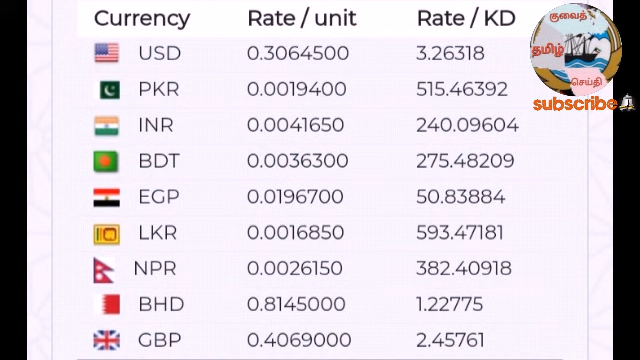 Currency Rate / unit Rate / KD
USD 0.3064500 3.26318
PKR 0.0019400 515.46392
INR 0.0041650 240.09604
BDT 0.0036300 275.48209
EGP 0.0196700 50.83884
LKR 0.0016850 593.47181
NPR 0.0026150 382.40918
BHD 0.8145000 1.22775
GBP 0.4069000 2.45761
குவைத்
தமிழ்
செய்தி
subscribe